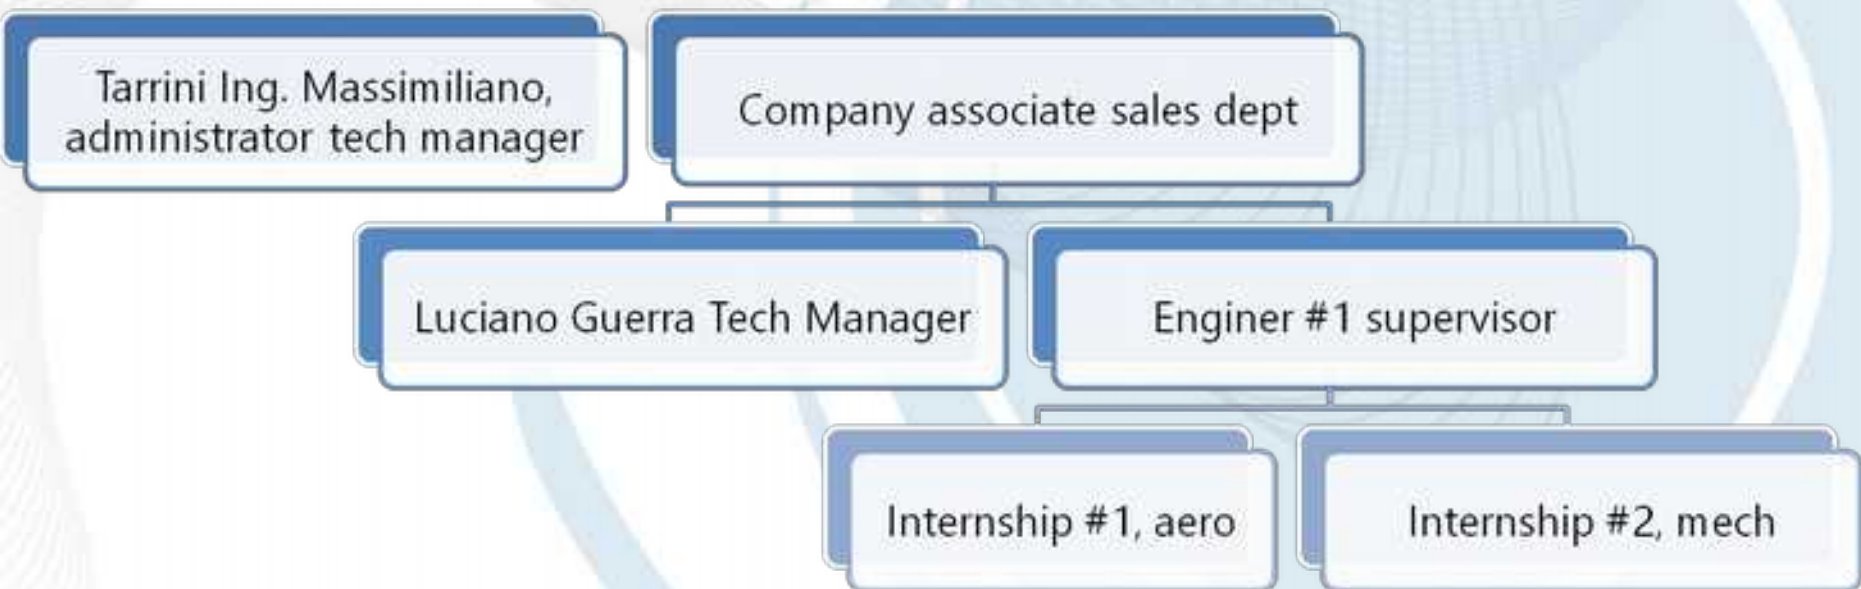 Tarrini Ing. Massimiliano,
administrator tech manager
Company associate sales dept
Luciano Guerra Tech Manager
Enginer #1 supervisor
Internship #1, aero
Internship #2, mech